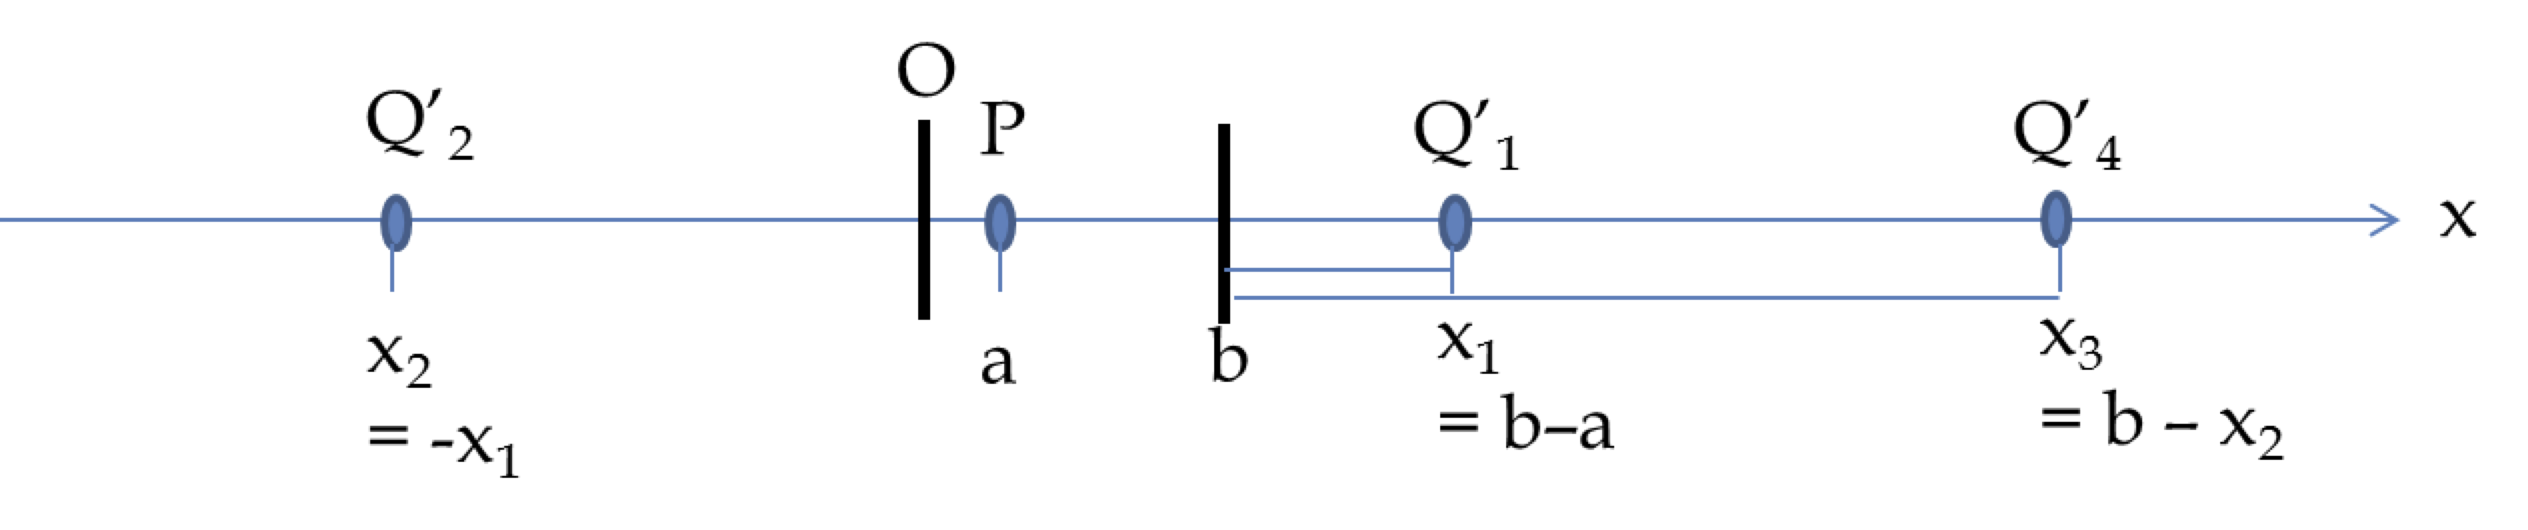 O
Q′₂
P
Q′₁
Q′₄
x
x₂
= -x₁
a
b
x₁
= b–a
x₃
= b – x₂